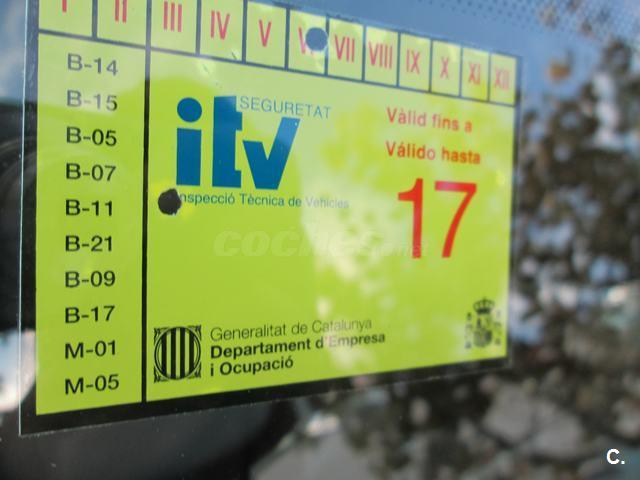 I II III IV V VII VIII IX X XI XII
B-14
B-15
B-05
B-07
B-11
B-21
B-09
B-17
M-01
M-05
SEGURETAT
itv
Inspecció Tècnica de Vehicles
Vàlid fins a
Válido hasta
17
coches.net
Generalitat de Catalunya
Departament d'Empresa
i Ocupació
C.